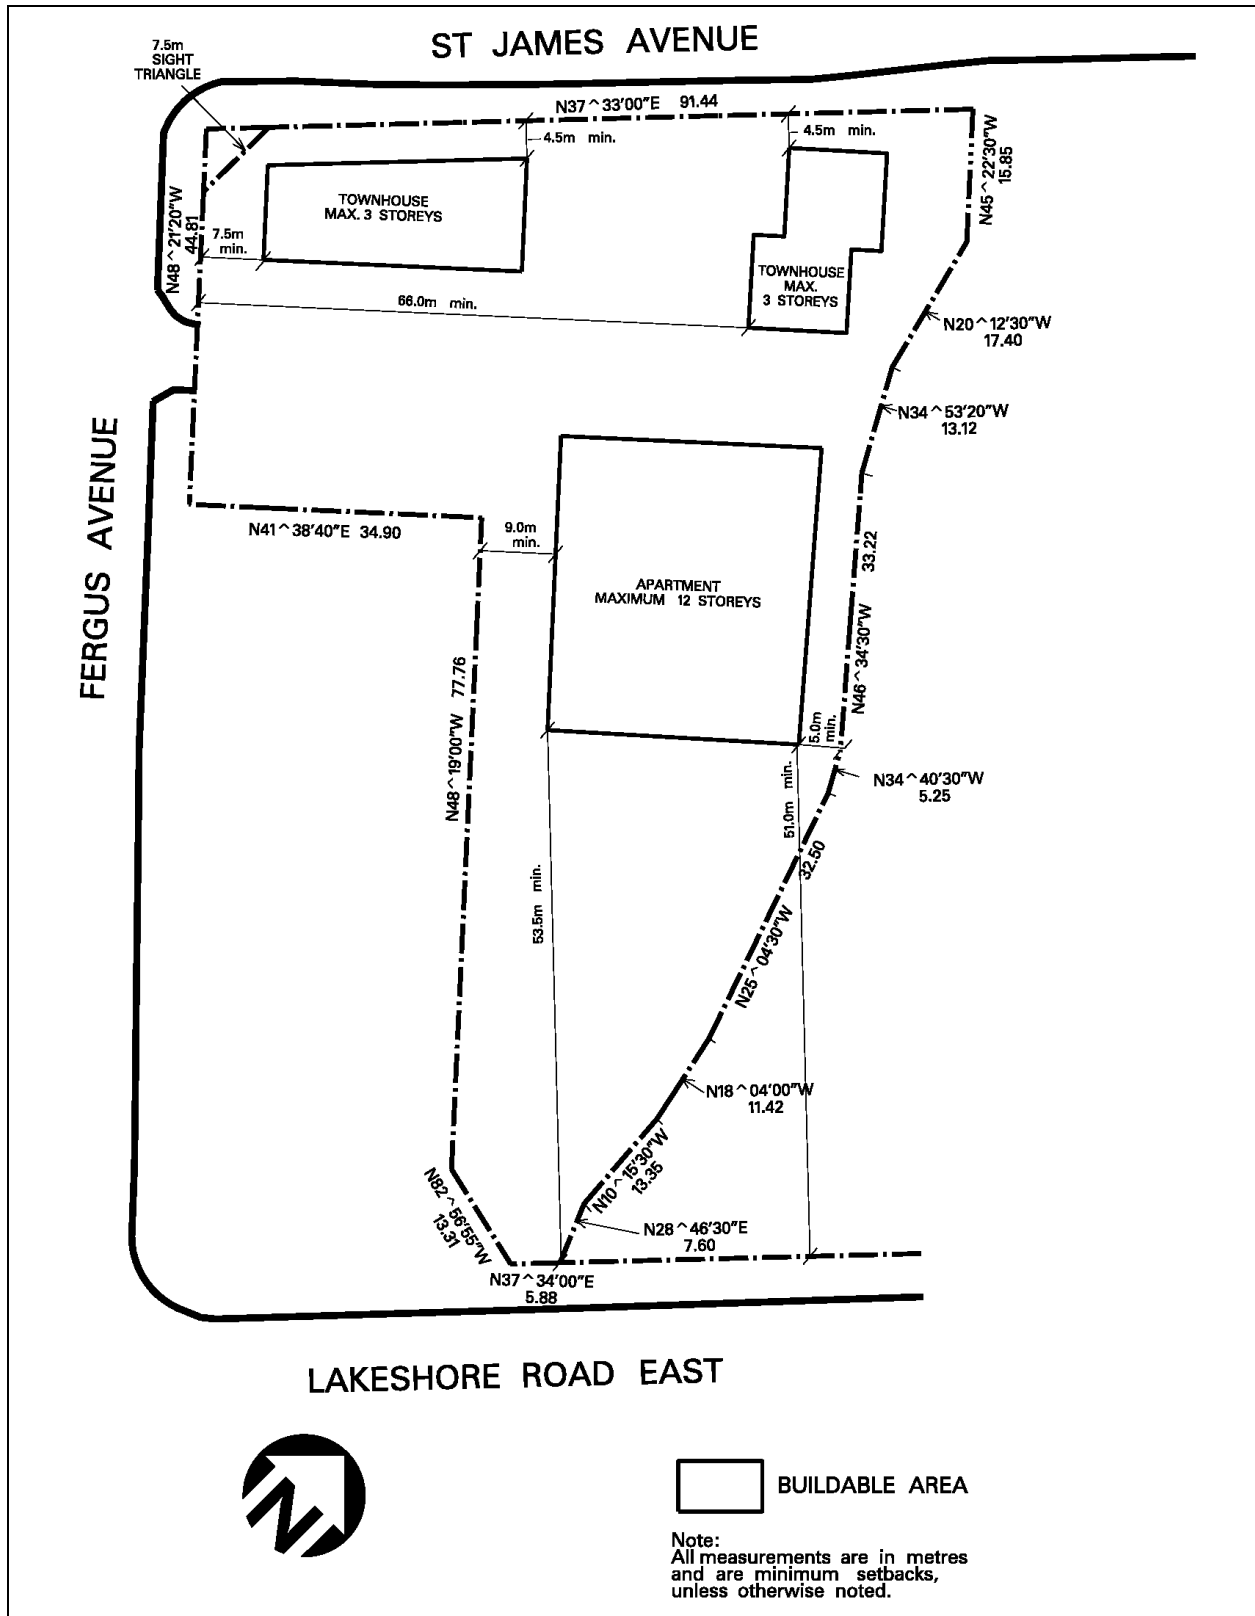 ST JAMES AVENUE
7.5m
SIGHT
TRIANGLE
N37^33'00"E 91.44
4.5m min.
4.5m min.
N45^22'30"W
15.85
TOWNHOUSE
MAX. 3 STOREYS
N48^21'20"W
44.81
7.5m
min.
TOWNHOUSE
MAX.
3 STOREYS
66.0m min.
N20^12'30"W
17.40
N34^53'20"W
13.12
FERGUS AVENUE
N41^38'40"E 34.90
9.0m
min.
33.22
N46^34'30"W
APARTMENT
MAXIMUM 12 STOREYS
N48^19'00"W 77.76
5.0m
min.
N34^40'30"W
5.25
51.0m min.
32.50
N25^04'30"W
53.5m min.
N18^04'00"W
11.42
N10^15'30"W
13.35
N82^56'55"W
13.31
N28^46'30"E
7.60
N37^34'00"E
5.88
LAKESHORE ROAD EAST
N
BUILDABLE AREA
Note:
All measurements are in metres
and are minimum setbacks,
unless otherwise noted.